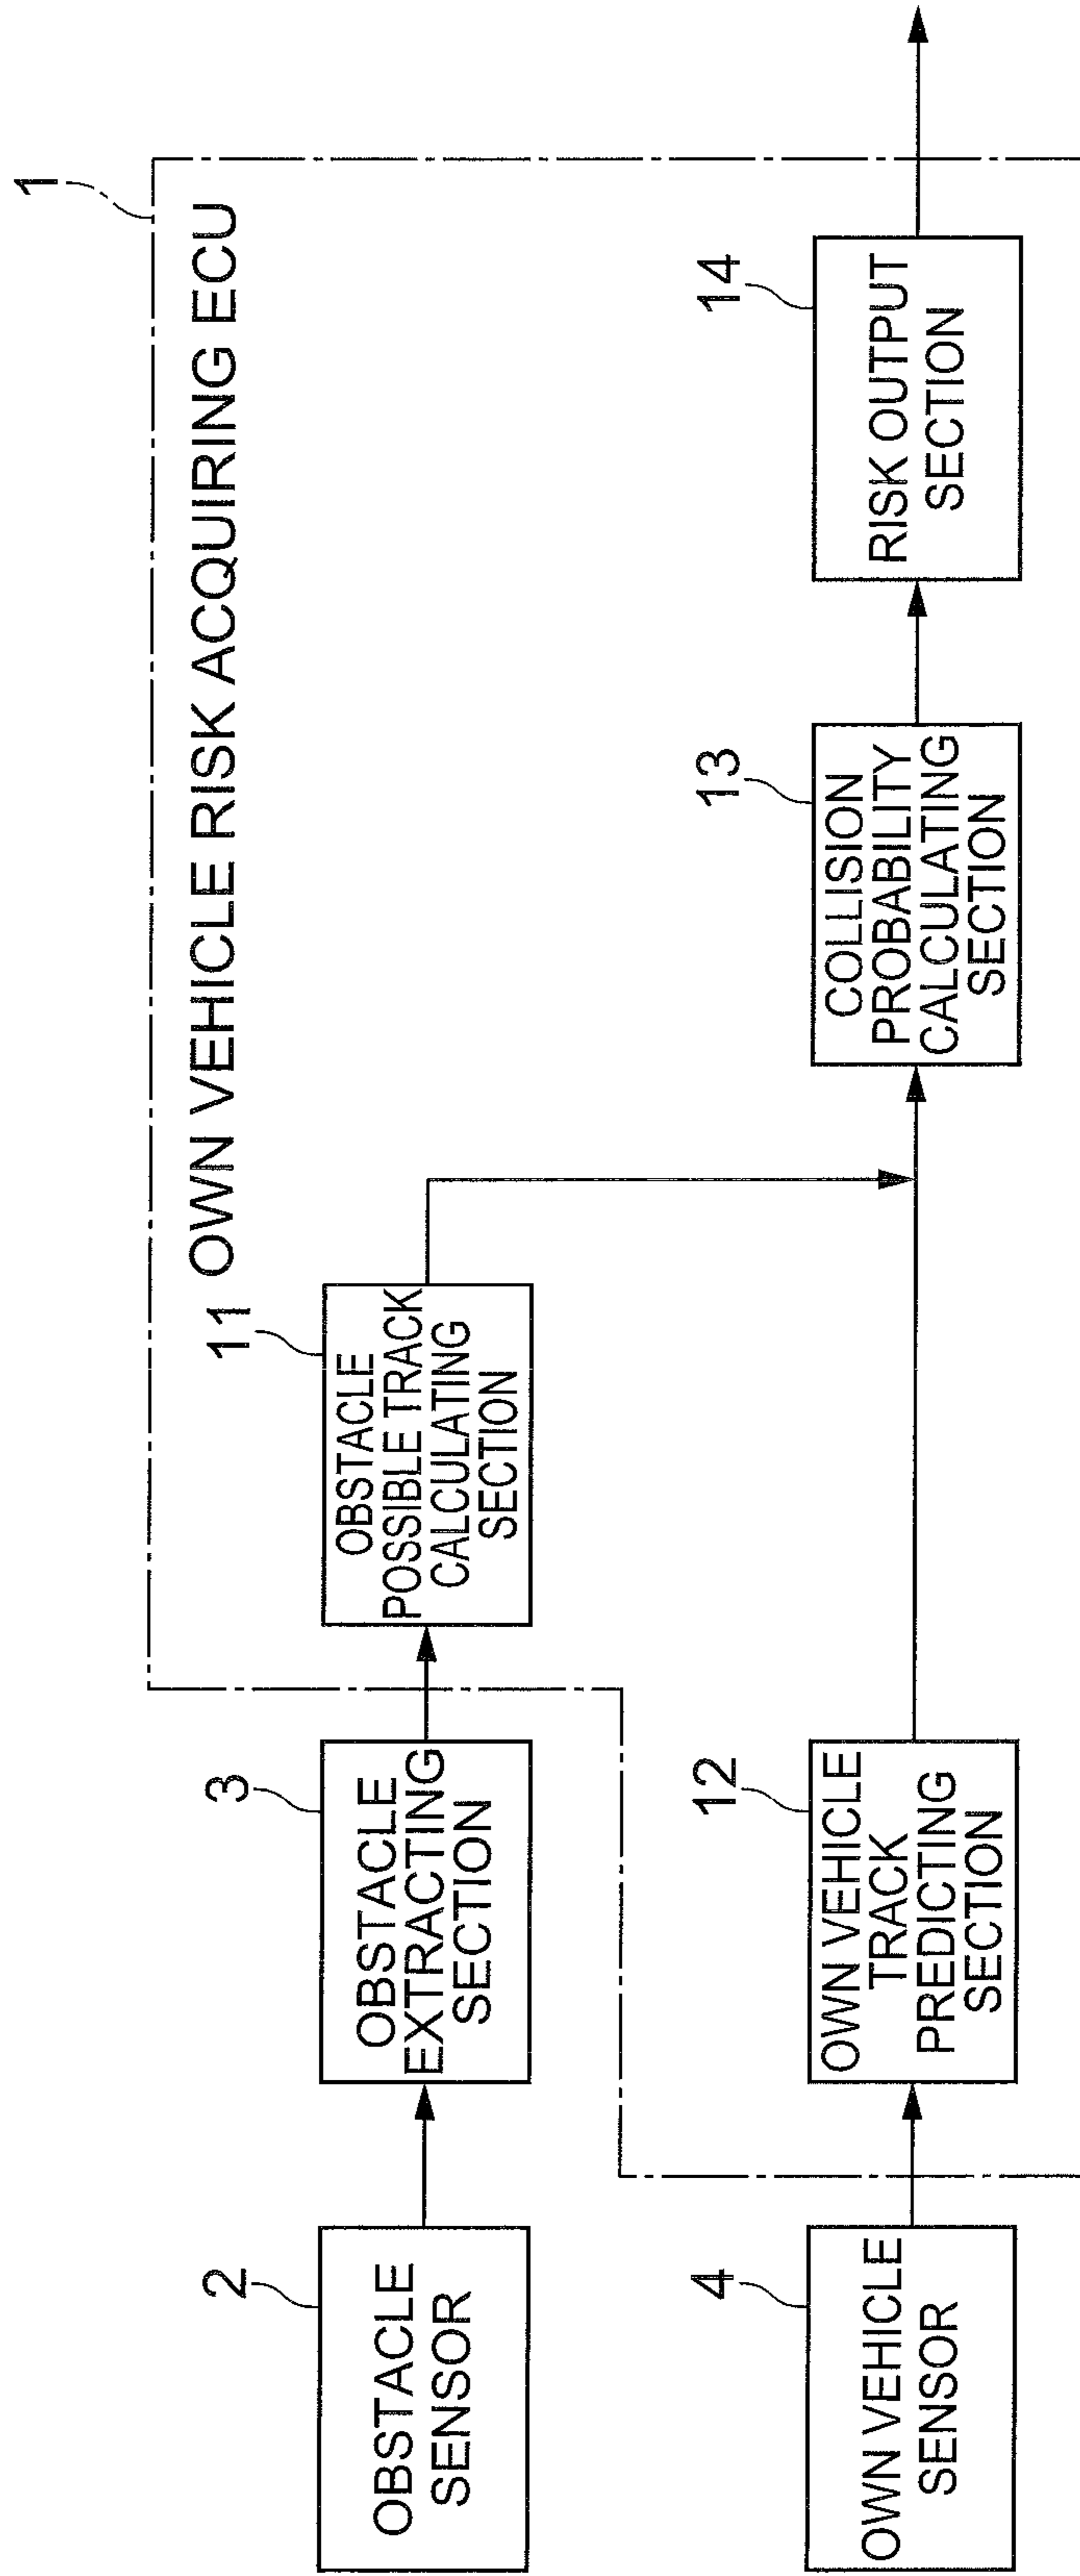 1
OWN VEHICLE RISK ACQUIRING ECU
2
OBSTACLE
SENSOR
3
OBSTACLE
EXTRACTING
SECTION
11
OBSTACLE
POSSIBLE TRACK
CALCULATING
SECTION
4
OWN VEHICLE
SENSOR
12
OWN VEHICLE
TRACK
PREDICTING
SECTION
13
COLLISION
PROBABILITY
CALCULATING
SECTION
14
RISK OUTPUT
SECTION